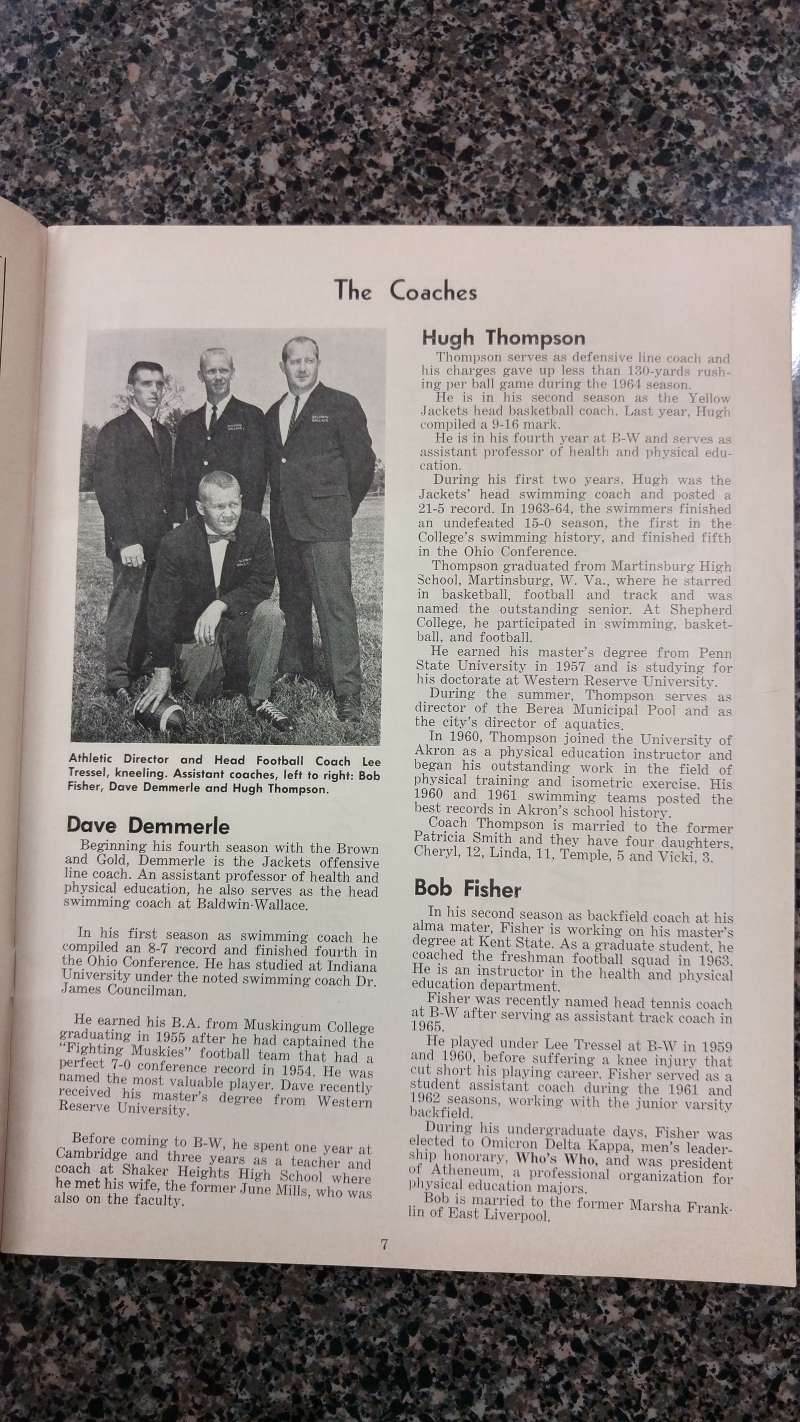 The Coaches
Athletic Director and Head Football Coach Lee
Tressel, kneeling. Assistant coaches, left to right: Bob
Fisher, Dave Demmerle and Hugh Thompson.
Dave Demmerle
Beginning his fourth season with the Brown
and Gold, Demmerle is the Jackets offensive
line coach. An assistant professor of health and
physical education, he also serves as the head
swimming coach at Baldwin-Wallace.
In his first season as swimming coach he
compiled an 8-7 record and finished fourth in
the Ohio Conference. He has studied at Indiana
University under the noted swimming coach Dr.
James Councilman.
He earned his B.A. from Muskingum College
graduating in 1955 after he had captained the
"Fighting Muskies" football team that had a
perfect 7-0 conference record in 1954. He was
named the most valuable player. Dave recently
received his master's degree from Western
Reserve University.
Before coming to B-W, he spent one year at
Cambridge and three years as a teacher and
coach at Shaker Heights High School where
he met his wife, the former June Mills, who was
also on the faculty.
Hugh Thompson
Thompson serves as defensive line coach and
his charges gave up less than 130-yards rush-
ing per ball game during the 1964 season.
He is in his second season as the Yellow
Jackets head basketball coach. Last year, Hugh
compiled a 9-16 mark.
He is in his fourth year at B-W and serves as
assistant professor of health and physical edu-
cation.
During his first two years, Hugh was the
Jackets' head swimming coach and posted a
21-5 record. In 1963-64, the swimmers finished
an undefeated 15-0 season, the first in the
College's swimming history, and finished fifth
in the Ohio Conference.
Thompson graduated from Martinsburg High
School, Martinsburg, W. Va., where he starred
in basketball, football and track and was
named the outstanding senior. At Shepherd
College, he participated in swimming, basket-
ball, and football.
He earned his master's degree from Penn
State University in 1957 and is studying for
his doctorate at Western Reserve University.
During the summer, Thompson serves as
director of the Berea Municipal Pool and as
the city's director of aquatics.
In 1960, Thompson joined the University of
Akron as a physical education instructor and
began his outstanding work in the field of
physical training and isometric exercise. His
1960 and 1961 swimming teams posted the
best records in Akron's school history.
Coach Thompson is married to the former
Patricia Smith and they have four daughters,
Cheryl, 12, Linda, 11, Temple, 5 and Vicki, 3.
Bob Fisher
In his second season as backfield coach at his
alma mater, Fisher is working on his master's
degree at Kent State. As a graduate student, he
coached the freshman football squad in 1963.
He is an instructor in the health and physical
education department.
Fisher was recently named head tennis coach
at B-W after serving as assistant track coach in
1965.
He played under Lee Tressel at B-W in 1959
and 1960, before suffering a knee injury that
cut short his playing career. Fisher served as a
student assistant coach during the 1961 and
1962 seasons, working with the junior varsity
backfield.
During his undergraduate days, Fisher was
elected to Omicron Delta Kappa, men's leader-
ship honorary, Who's Who, and was president
of Atheneum, a professional organization for
physical education majors.
Bob is married to the former Marsha Frank-
lin of East Liverpool.
7